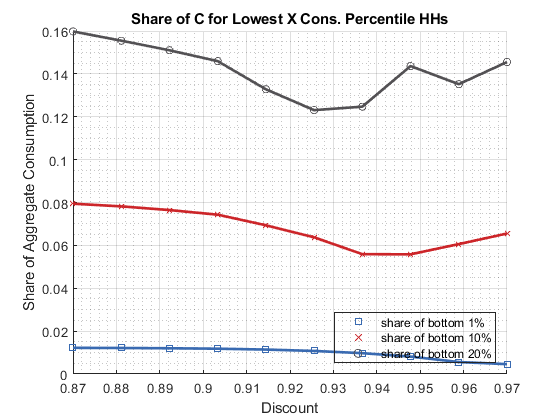 Share of C for Lowest X Cons. Percentile HHs
Share of Aggregate Consumption
0.16
0.14
0.12
0.1
0.08
0.06
0.04
0.02
0
share of bottom 1%
share of bottom 10%
share of bottom 20%
0.87 0.88 0.89 0.9 0.91 0.92 0.93 0.94 0.95 0.96 0.97
Discount